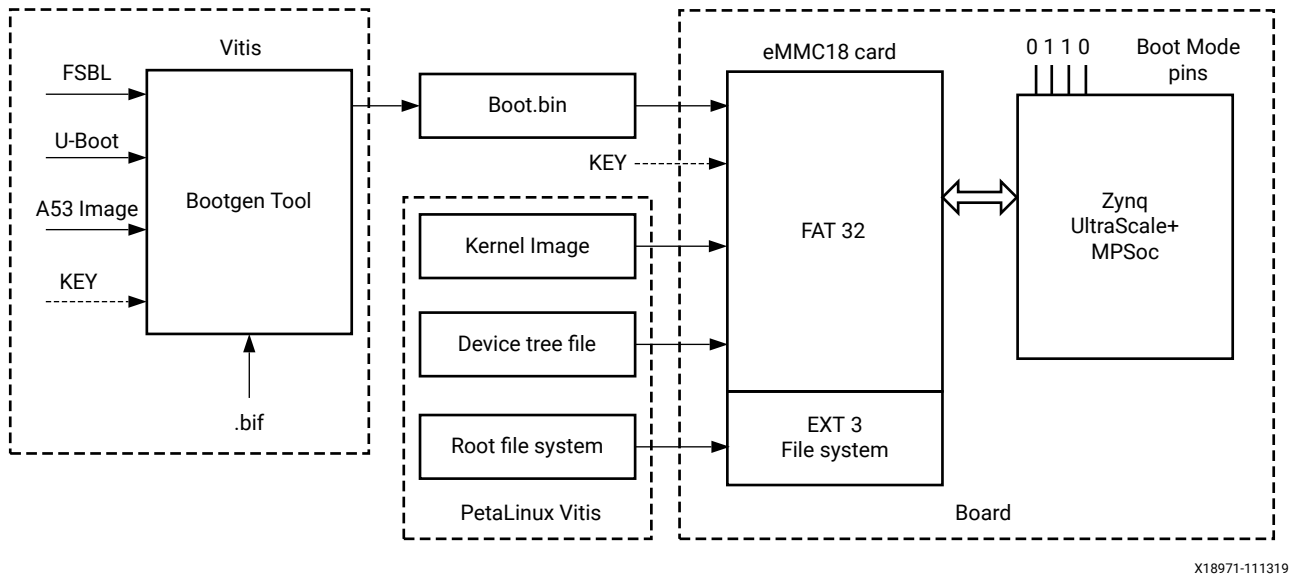 Vitis
FSBL
U-Boot
A53 Image
KEY
Bootgen Tool
.bif
Boot.bin
KEY
Kernel Image
Device tree file
Root file system
PetaLinux Vitis
eMMC18 card
FAT 32
EXT 3
File system
0 1 1 0
Boot Mode
pins
Zynq
UltraScale+
MPSoc
Board
X18971-111319